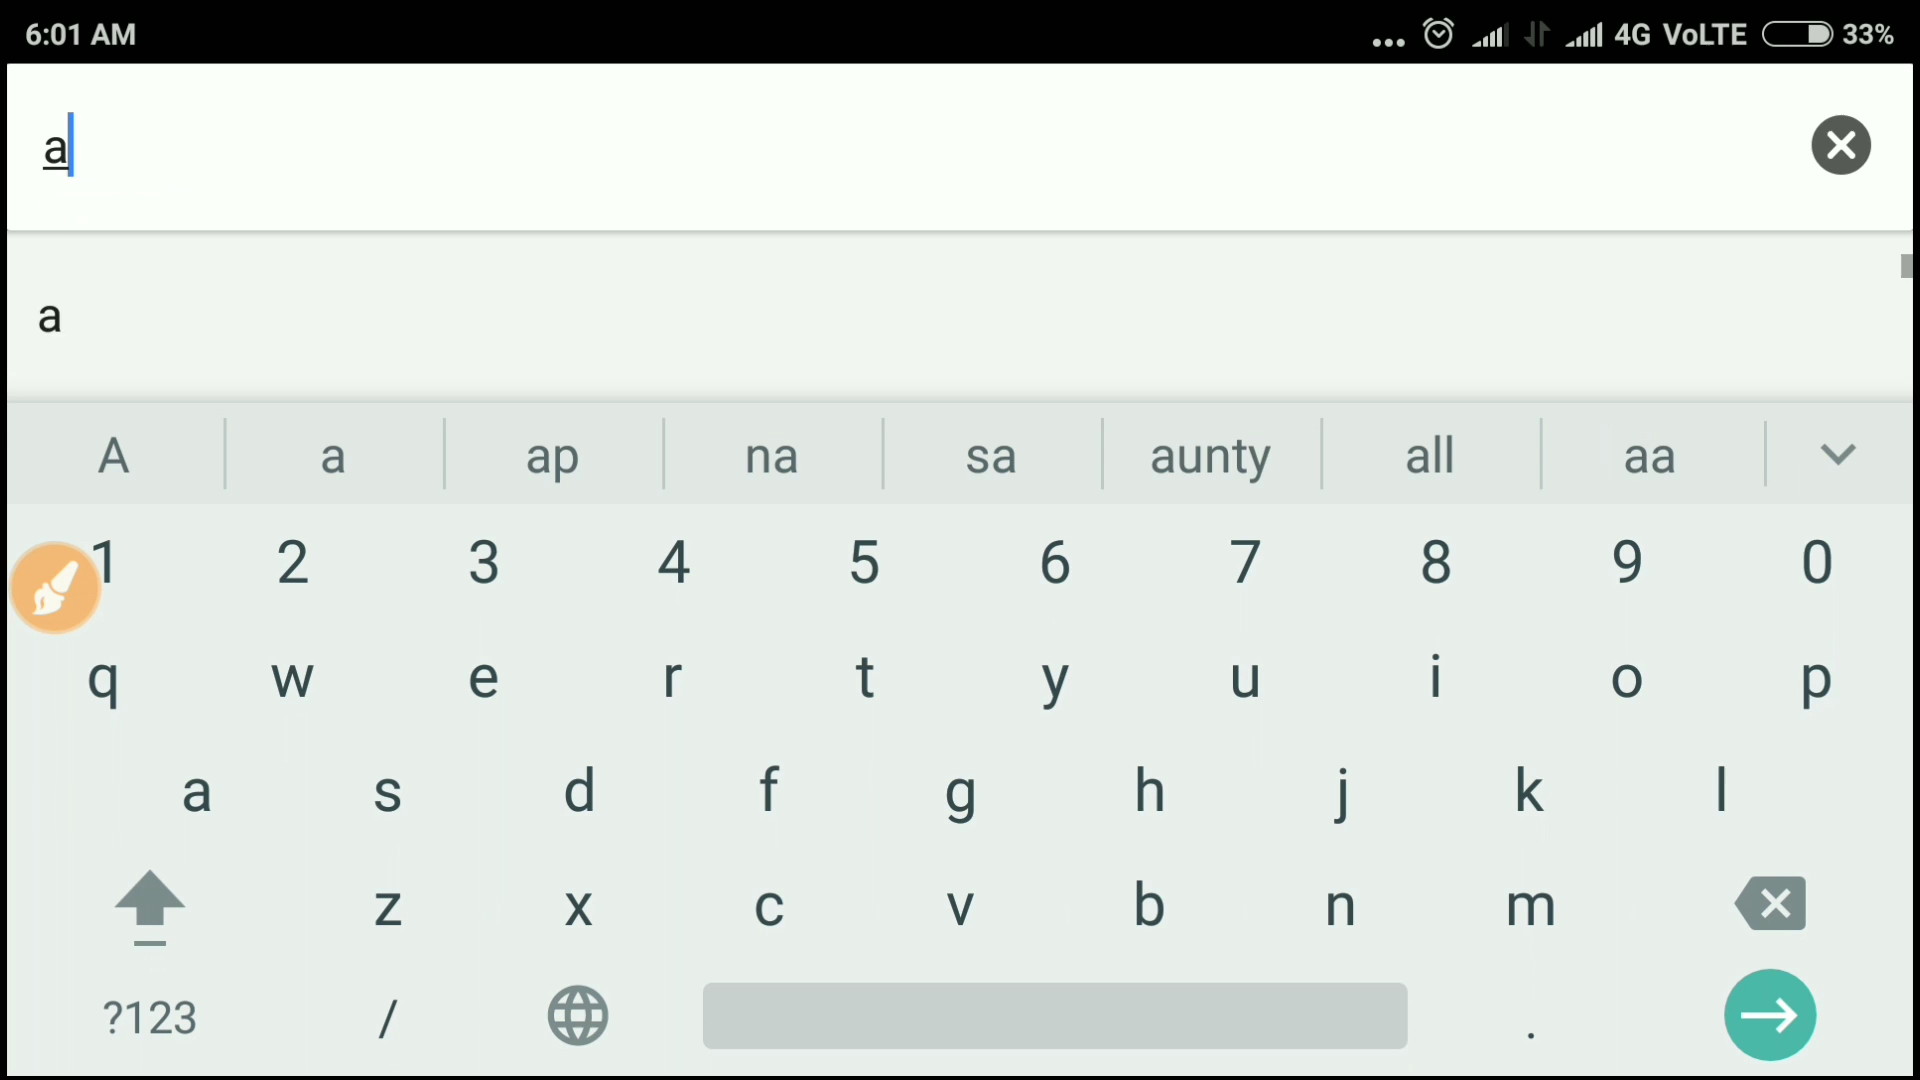 6:01 AM ... 4G VoLTE 33%
a
a
A a ap na sa aunty all aa
1 2 3 4 5 6 7 8 9 0
q w e r t y u i o p
a s d f g h j k l
z x c v b n m
?123 / .